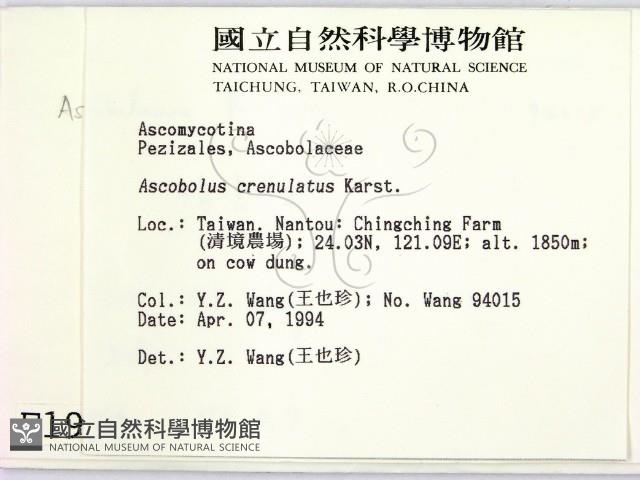 國立自然科學博物館
NATIONAL MUSEUM OF NATURAL SCIENCE
TAICHUNG, TAIWAN, R.O.CHINA
As
Ascomycotina
Pezizales, Ascobolaceae
Ascobolus crenulatus Karst.
Loc.: Taiwan. Nantou: Chingching Farm
(清境農場); 24.03N, 121.09E; alt. 1850m;
on cow dung.
Col.: Y.Z. Wang(王也珍); No. Wang 94015
Date: Apr. 07, 1994
Det.: Y.Z. Wang(王也珍)
F19
國立自然科學博物館
NATIONAL MUSEUM OF NATURAL SCIENCE